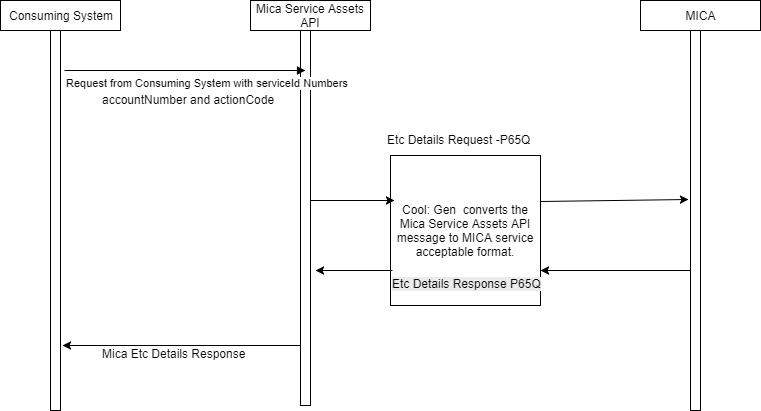 Consuming System
Mica Service Assets
API
MICA
Request from Consuming System with serviceId Numbers
accountNumber and actionCode
Etc Details Request -P65Q
Cool: Gen converts the
Mica Service Assets API
message to MICA service
acceptable format.
Etc Details Response P65Q
Mica Etc Details Response